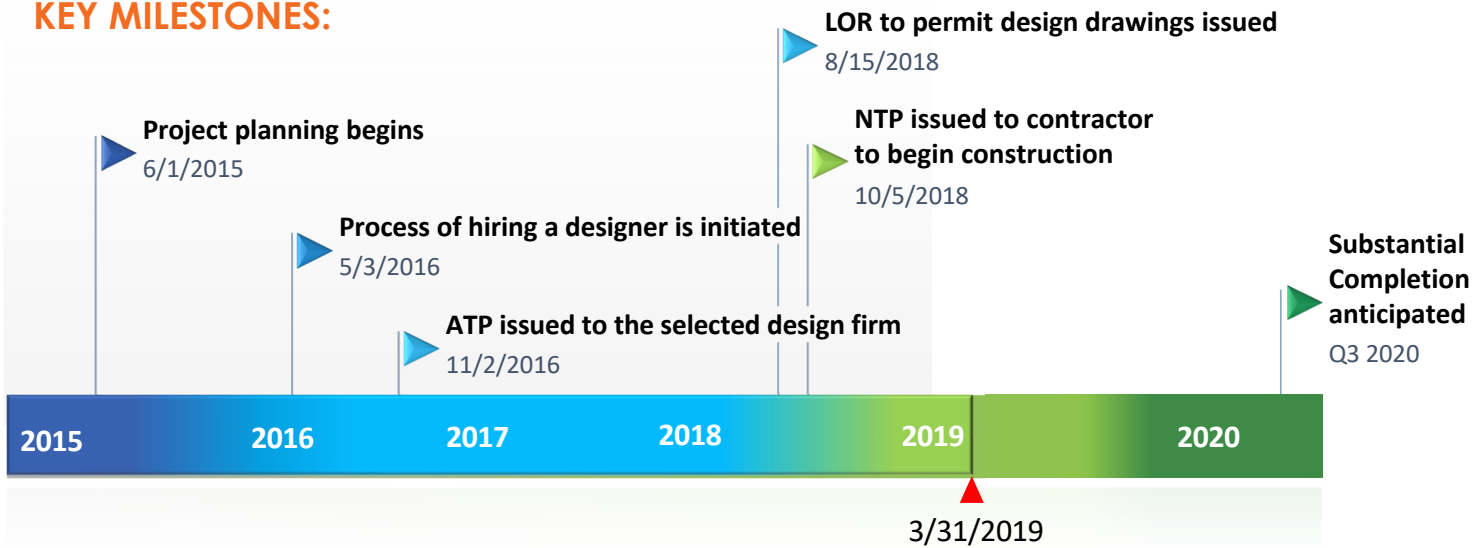 KEY MILESTONES:
LOR to permit design drawings issued
8/15/2018
Project planning begins
6/1/2015
NTP issued to contractor
to begin construction
10/5/2018
Process of hiring a designer is initiated
5/3/2016
Substantial
Completion
anticipated
Q3 2020
ATP issued to the selected design firm
11/2/2016
2015
2016
2017
2018
2019
2020
3/31/2019